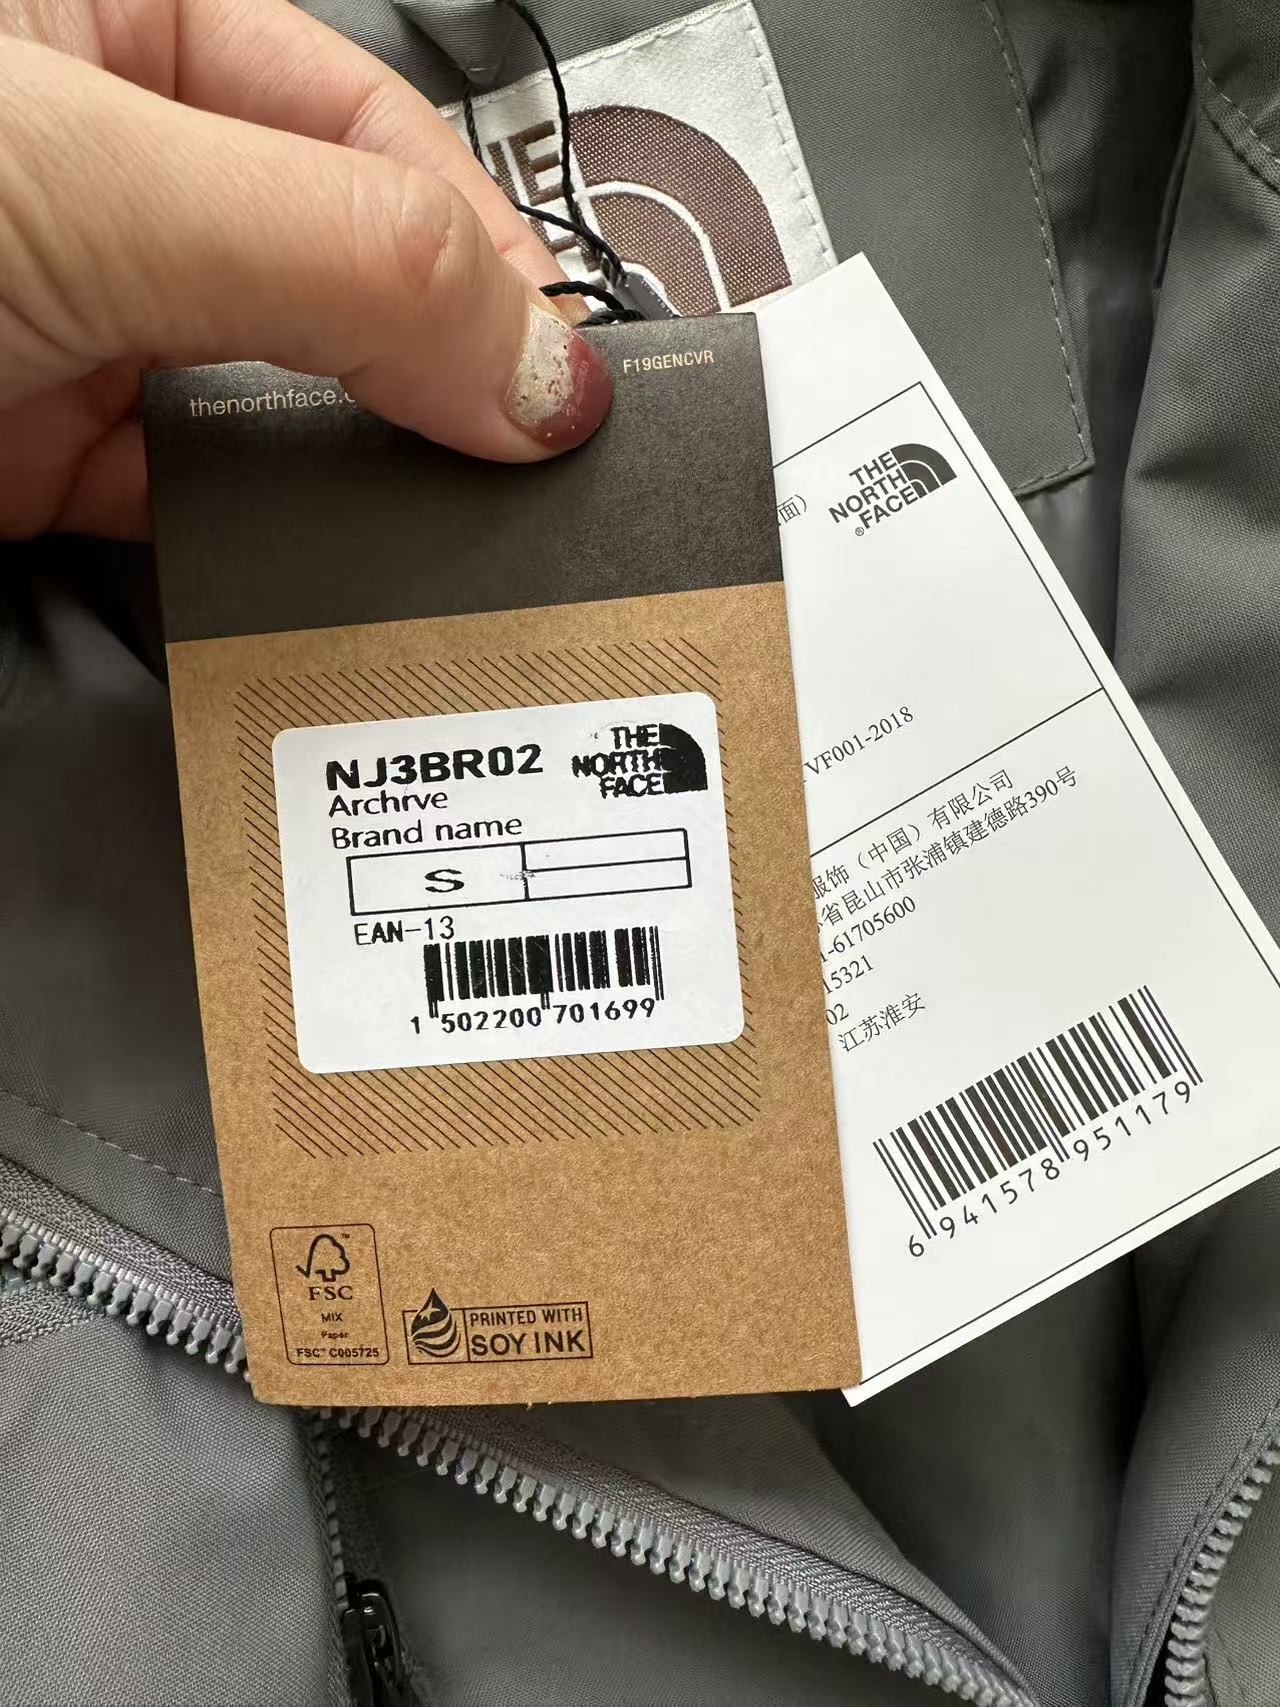 HE
thenorthface.
F19GENCVR
NJ3BR02
THE
NORTH
FACE
Archrve
Brand name
S
EAN-13
1 502200 701699
FSC
MIX
Paper
FSC™ C005725
PRINTED WITH
SOY INK
面）
THE
NORTH
FACE
®
VF001-2018
服饰（中国）有限公司
省昆山市张浦镇建德路390号
1-61705600
15321
02
江苏淮安
6 941578 951179